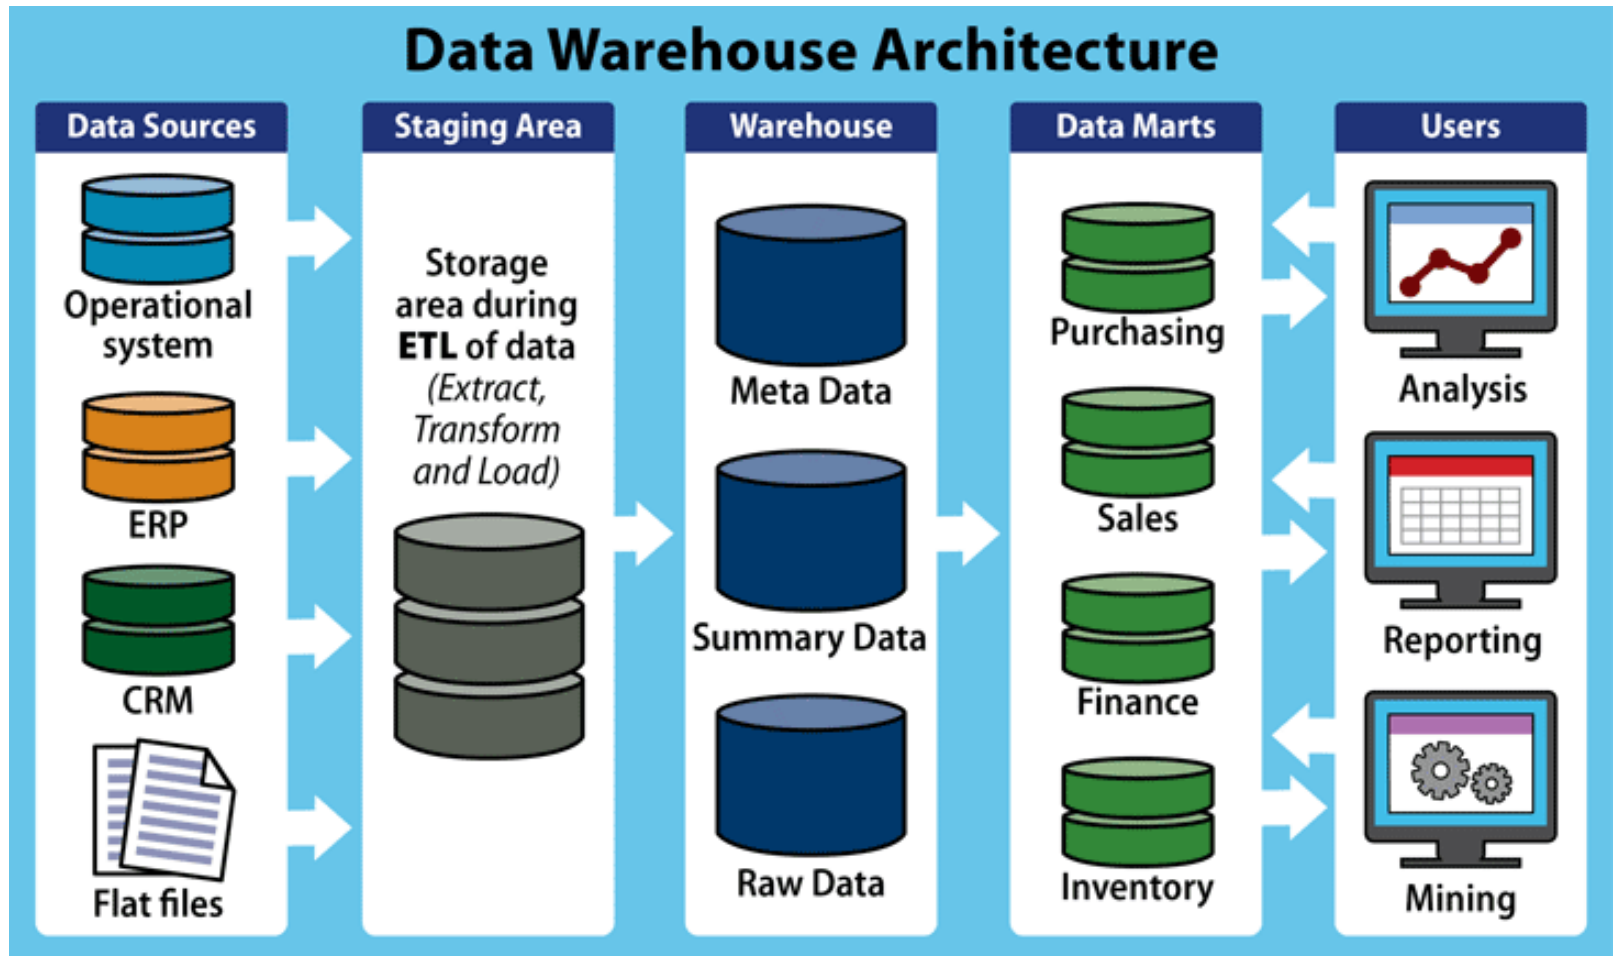 Data Warehouse Architecture
Data Sources
Operational
system
ERP
CRM
Flat files
Staging Area
Storage
area during
ETL of data
(Extract,
Transform
and Load)
Warehouse
Meta Data
Summary Data
Raw Data
Data Marts
Purchasing
Sales
Finance
Inventory
Users
Analysis
Reporting
Mining